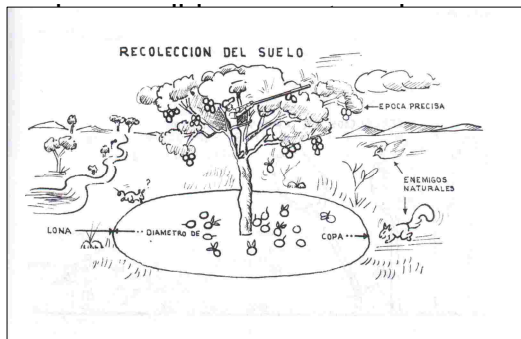 RECOLECCION DEL SUELO
EPOCA PRECISA
ENEMIGOS
NATURALES
?
LONA
DIAMETRO DE
COPA